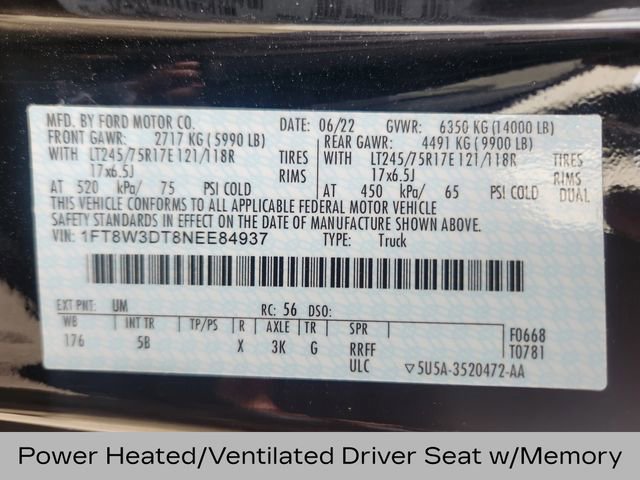 MFD. BY FORD MOTOR CO. DATE: 06/22 GVWR: 6350 KG (14000 LB)
FRONT GAWR: 2717 KG (5990 LB) REAR GAWR: 4491 KG (9900 LB)
WITH LT245/75R17E 121/118R TIRES WITH LT245/75R17E 121/118R TIRES
17x6.5J RIMS 17x6.5J RIMS
AT 520 kPa/ 75 PSI COLD AT 450 kPa/ 65 PSI COLD DUAL
THIS VEHICLE CONFORMS TO ALL APPLICABLE FEDERAL MOTOR VEHICLE
SAFETY STANDARDS IN EFFECT ON THE DATE OF MANUFACTURE SHOWN ABOVE.
VIN: 1FT8W3DT8NEE84937 TYPE: Truck
EXT PNT: UM RC: 56 DSO:
WB INT TR TP/PS R AXLE TR SPR F0668
176 5B X 3K G RRFF T0781
ULC ▽5U5A-3520472-AA
Power Heated/Ventilated Driver Seat w/Memory